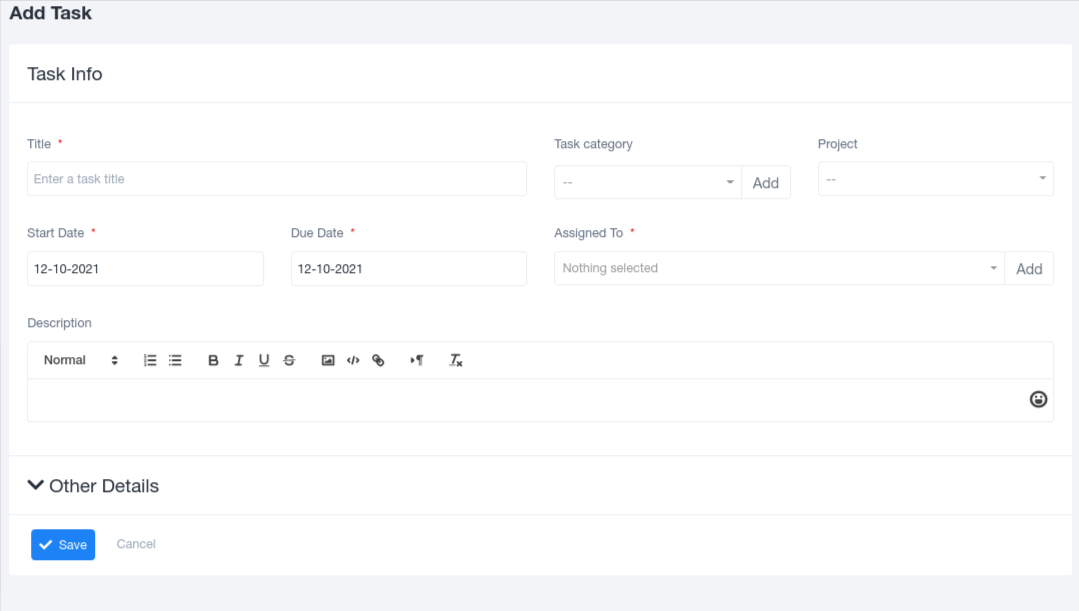 Add Task
Task Info
Title *
Task category
Project
Enter a task title
--
Add
--
Start Date *
Due Date *
Assigned To *
12-10-2021
12-10-2021
Nothing selected
Add
Description
Normal
Other Details
Save
Cancel